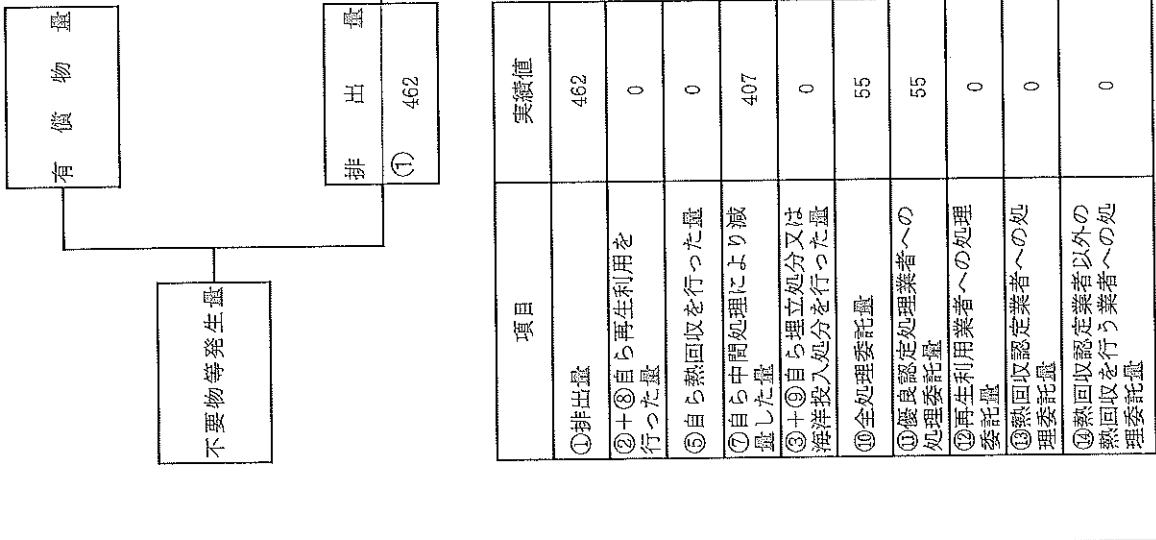 有償物量
不要物等発生量
排出量
① 462
項目 実績値
①排出量 462
②＋⑧自ら再生利用を
行った量 0
⑤自ら熱回収を行った量 0
⑦自ら中間処理により減
量した量 407
③＋⑨自ら埋立処分又は
海洋投入処分を行った量 0
⑩全処理委託量 55
⑪優良認定処理業者への
処理委託量 55
⑫再生利用業者への処理
委託量 0
⑬熱回収認定業者への処
理委託量 0
⑭熱回収認定業者以外の
熱回収を行う業者への処
理委託量 0